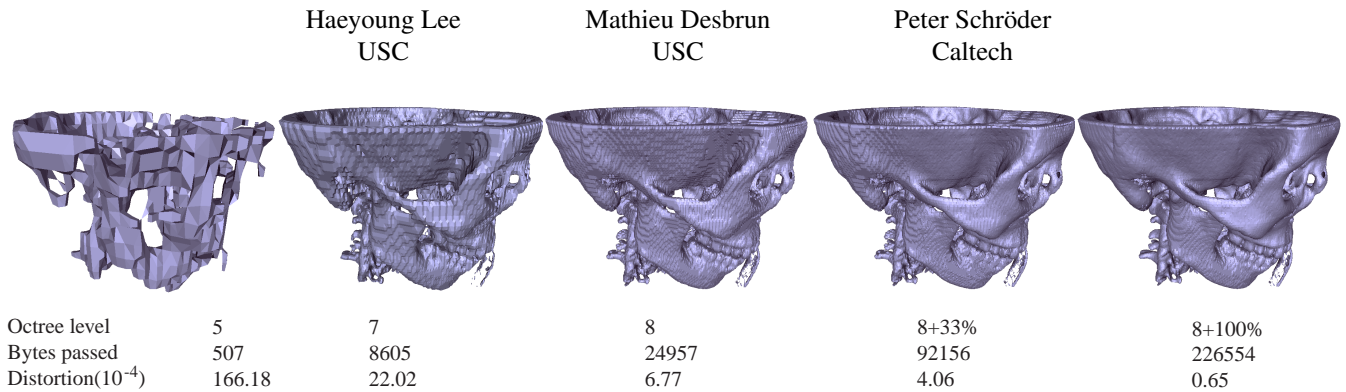 Haeyoung Lee Mathieu Desbrun Peter Schröder
USC USC Caltech
Octree level 5 7 8 8+33% 8+100%
Bytes passed 507 8605 24957 92156 226554
Distortion(10⁻⁴) 166.18 22.02 6.77 4.06 0.65